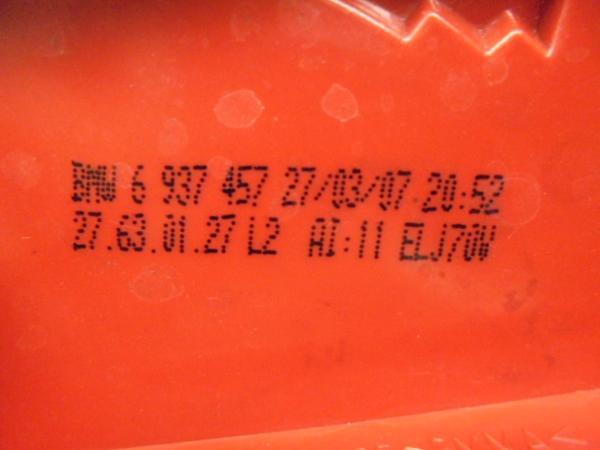 BMW 6 937 457 27/03/07 20:52
27.63.01.27 L2 AI:11 ELJ70W